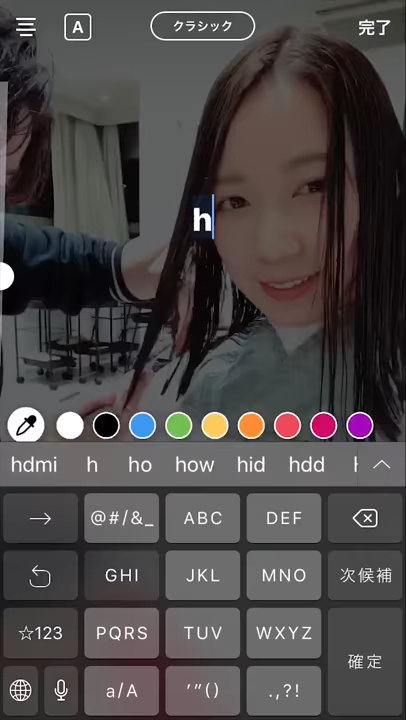 A クラシック 完了
h
hdmi h ho how hid hdd
→ @#/&_ ABC DEF
GHI JKL MNO 次候補
☆123 PQRS TUV WXYZ 確定
a/A ’”() .,?!